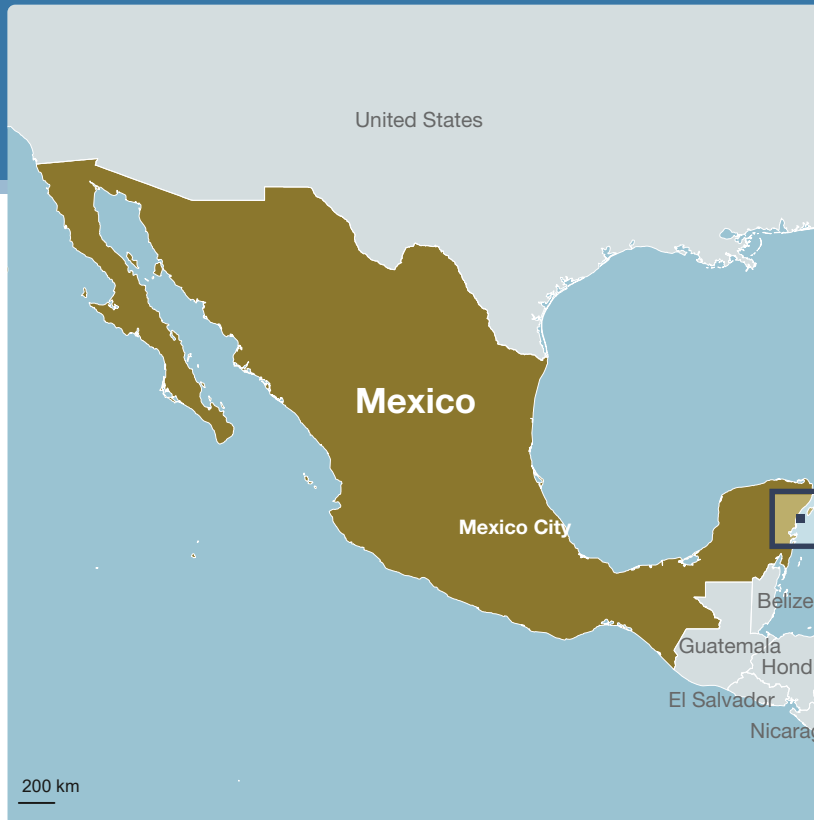 United States
Mexico
Mexico City
Belize
Guatemala
Hond
El Salvador
Nicarag
200 km